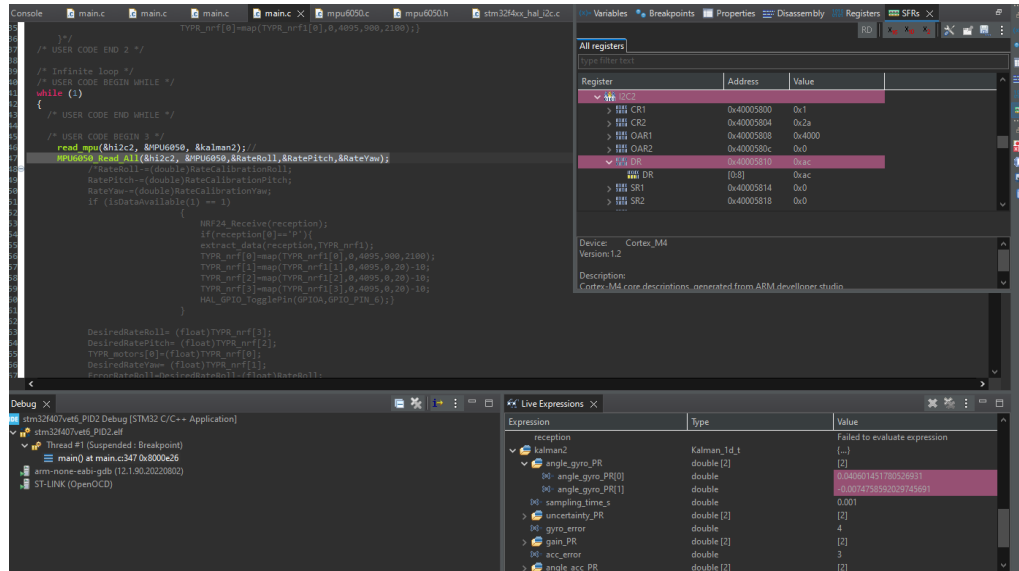 Console main.c main.c main.c main.c mpu6050.c mpu6050.h stm32f4xx_hal_i2c.c
TYPR_nrf[0]=map(TYPR_nrf1[0],0,4095,900,2100);}
}*/
/* USER CODE END 2 */
/* Infinite loop */
/* USER CODE BEGIN WHILE */
while (1)
{
/* USER CODE END WHILE */
/* USER CODE BEGIN 3 */
read_mpu(&hi2c2, &MPU6050, &kalman2);//
MPU6050_Read_All(&hi2c2, &MPU6050,&RateRoll,&RatePitch,&RateYaw);
/*RateRoll-=(double)RateCalibrationRoll;
RatePitch-=(double)RateCalibrationPitch;
RateYaw-=(double)RateCalibrationYaw;
if (isDataAvailable(1) == 1)
{
NRF24_Receive(reception);
if(reception[0]=='P'){
extract_data(reception,TYPR_nrf1);
TYPR_nrf[0]=map(TYPR_nrf1[0],0,4095,900,2100);
TYPR_nrf[1]=map(TYPR_nrf1[1],0,4095,0,20)-10;
TYPR_nrf[2]=map(TYPR_nrf1[2],0,4095,0,20)-10;
TYPR_nrf[3]=map(TYPR_nrf1[3],0,4095,0,20)-10;
HAL_GPIO_TogglePin(GPIOA,GPIO_PIN_6);}
}
DesiredRateRoll= (float)TYPR_nrf[3];
DesiredRatePitch= (float)TYPR_nrf[2];
TYPR_motors[0]=(float)TYPR_nrf[0];
DesiredRateYaw= (float)TYPR_nrf[1];
Variables Breakpoints Properties Disassembly Registers SFRs
RD
All registers
type filter text
Register Address Value
I2C2
CR1 0x40005800 0x1
CR2 0x40005804 0x2a
OAR1 0x40005808 0x4000
OAR2 0x4000580c 0x0
DR 0x40005810 0xac
DR [0:8] 0xac
SR1 0x40005814 0x0
SR2 0x40005818 0x0
Device: Cortex_M4
Version: 1.2
Description:
Cortex-M4 core descriptions, generated from ARM develloper studio
Debug
stm32f407vet6_PID2 Debug [STM32 C/C++ Application]
stm32f407vet6_PID2.elf
Thread #1 (Suspended : Breakpoint)
main() at main.c:347 0x8000e26
arm-none-eabi-gdb (12.1.90.20220802)
ST-LINK (OpenOCD)
Live Expressions
Expression Type Value
reception Failed to evaluate expression
kalman2 Kalman_1d_t {...}
angle_gyro_PR double [2] [2]
angle_gyro_PR[0] double 0.040601451780526931
angle_gyro_PR[1] double -0.0074758592029745691
sampling_time_s double 0.001
uncertainty_PR double [2] [2]
gyro_error double 4
gain_PR double [2] [2]
acc_error double 3
angle_acc_PR double [2] [2]